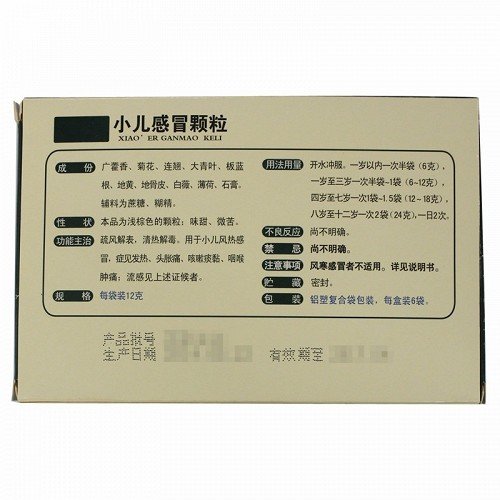 小儿感冒颗粒
XIAO'ER GANMAO KELI
成份 广藿香、菊花、连翘、大青叶、板蓝
根、地黄、地骨皮、白薇、薄荷、石膏。
辅料为蔗糖、糊精。
性状 本品为浅棕色的颗粒；味甜、微苦。
功能主治 疏风解表，清热解毒。用于小儿风热感
冒，症见发热、头胀痛、咳嗽痰黏、咽喉
肿痛；流感见上述证候者。
规格 每袋装12克
用法用量 开水冲服。一岁以内一次半袋（6克），
一岁至三岁一次半袠~1袋（6~12克），
四岁至七岁一次1袋~1.5袋（12~18克），
八岁至十二岁一次2袋（24克），一日2次。
不良反应 尚不明确。
禁忌 尚不明确。
注意事项 风寒感冒者不适用。详见说明书。
贮藏 密封。
包装 铝塑复合袋包装，每盒装6袋。
产品批号
生产日期
有效期至